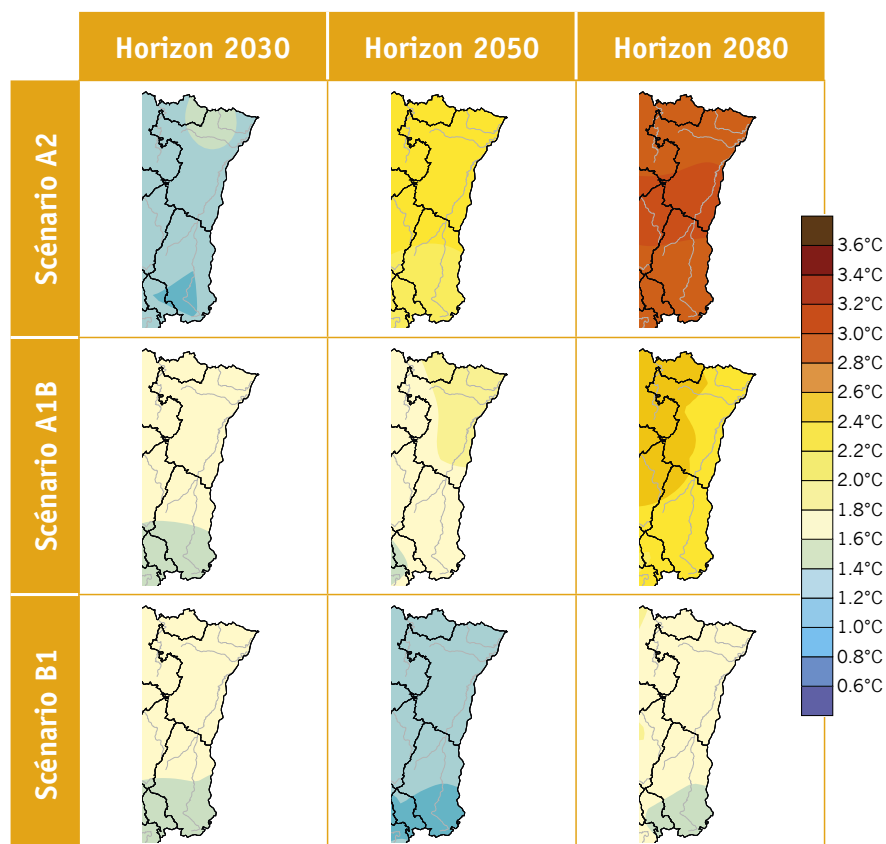 Horizon 2030
Horizon 2050
Horizon 2080
Scénario A2
Scénario A1B
Scénario B1
3.6°C
3.4°C
3.2°C
3.0°C
2.8°C
2.6°C
2.4°C
2.2°C
2.0°C
1.8°C
1.6°C
1.4°C
1.2°C
1.0°C
0.8°C
0.6°C